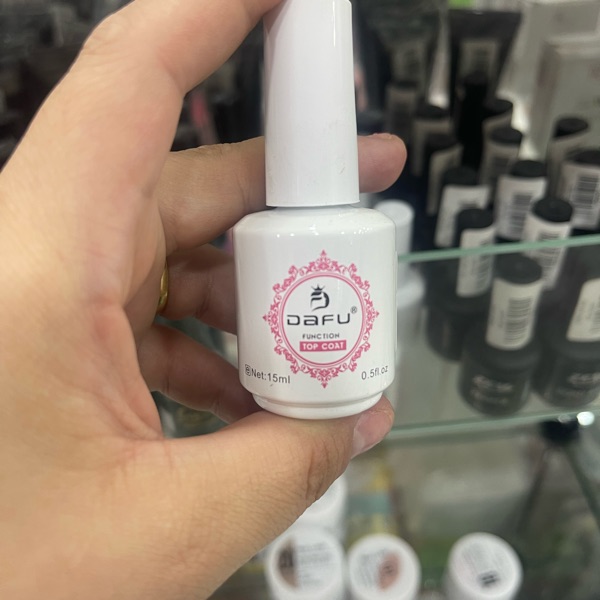 DAFU®
FUNCTION
TOP COAT
℮Net:15ml
0.5fl.oz